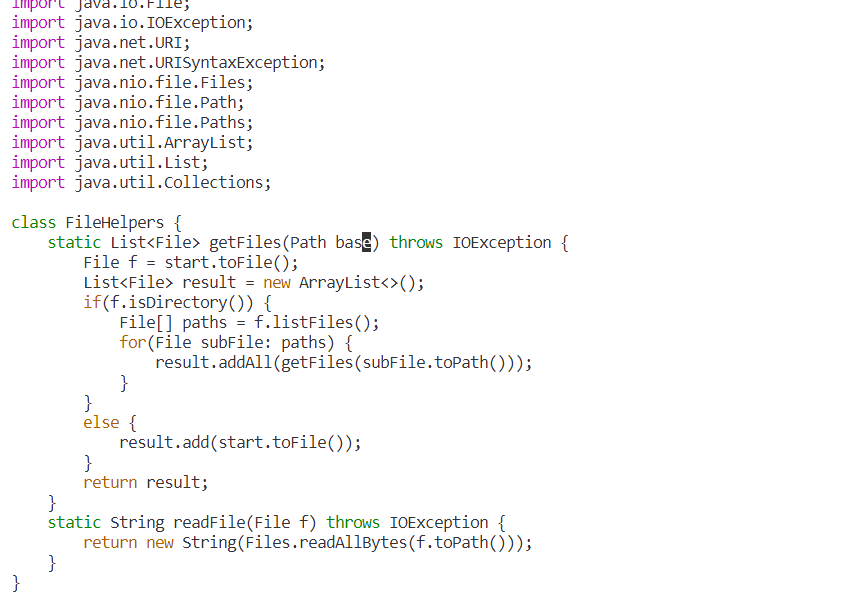 import java.io.File;
import java.io.IOException;
import java.net.URI;
import java.net.URISyntaxException;
import java.nio.file.Files;
import java.nio.file.Path;
import java.nio.file.Paths;
import java.util.ArrayList;
import java.util.List;
import java.util.Collections;

class FileHelpers {
    static List<File> getFiles(Path base) throws IOException {
        File f = start.toFile();
        List<File> result = new ArrayList<>();
        if(f.isDirectory()) {
            File[] paths = f.listFiles();
            for(File subFile: paths) {
                result.addAll(getFiles(subFile.toPath()));
            }
        }
        else {
            result.add(start.toFile());
        }
        return result;
    }
    static String readFile(File f) throws IOException {
        return new String(Files.readAllBytes(f.toPath()));
    }
}